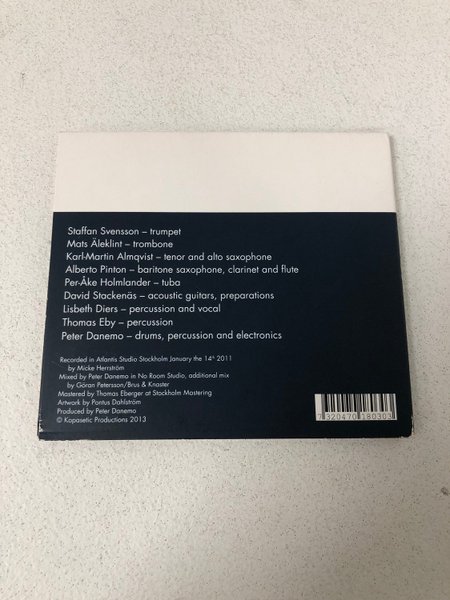 Staffan Svensson – trumpet
Mats Äleklint – trombone
Karl-Martin Almqvist – tenor and alto saxophone
Alberto Pinton – baritone saxophone, clarinet and flute
Per-Åke Holmlander – tuba
David Stackenäs – acoustic guitars, preparations
Lisbeth Diers – percussion and vocal
Thomas Eby – percussion
Peter Danemo – drums, percussion and electronics
Recorded in Atlantis Studio Stockholm January the 14th 2011
by Micke Herrström
Mixed by Peter Danemo in No Room Studio, additional mix
by Göran Petersson/Brus & Knaster
Mastered by Thomas Eberger at Stockholm Mastering
Artwork by Pontus Dahlström
Produced by Peter Danemo
© Kopasetic Productions 2013
7 320470 180303